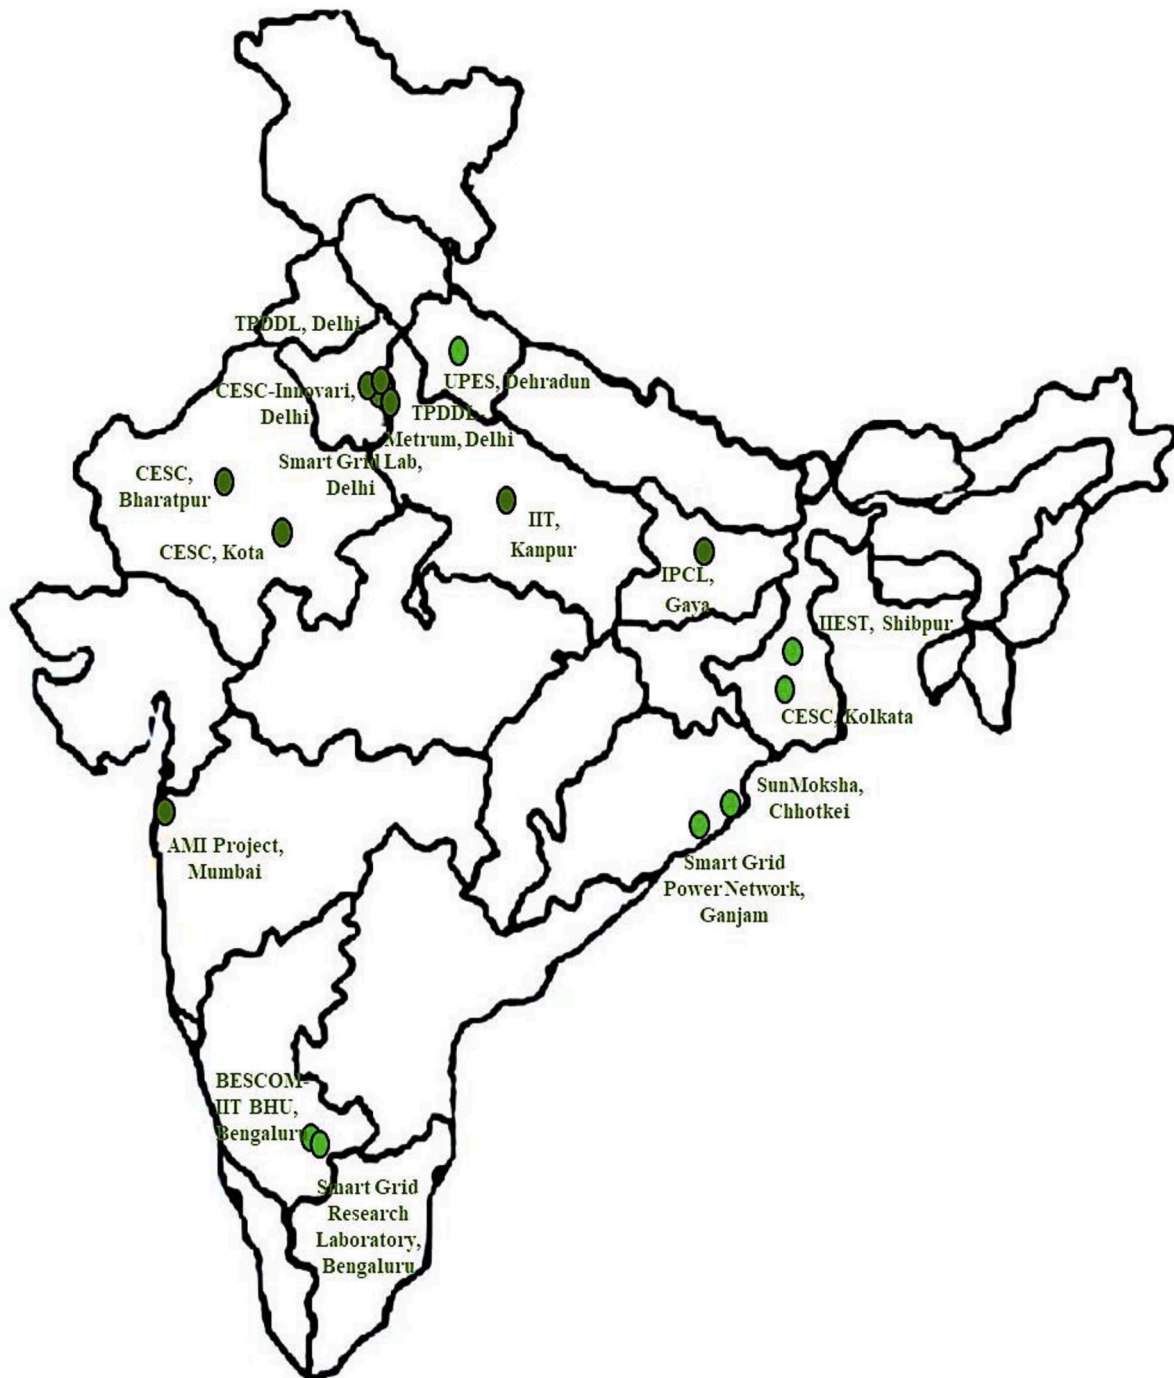 TPDDL, Delhi
CESC-Innovari,
Delhi
UPES, Dehradun
TPDDL-
Metrum, Delhi
Smart Grid Lab,
Delhi
CESC,
Bharatpur
CESC, Kota
IIT,
Kanpur
IPCL,
Gaya
IIEST, Shibpur
CESC, Kolkata
SunMoksha,
Chhotkei
Smart Grid
Power Network,
Ganjam
AMI Project,
Mumbai
BESCOM-
IIT BHU,
Bengaluru
Smart Grid
Research
Laboratory,
Bengaluru